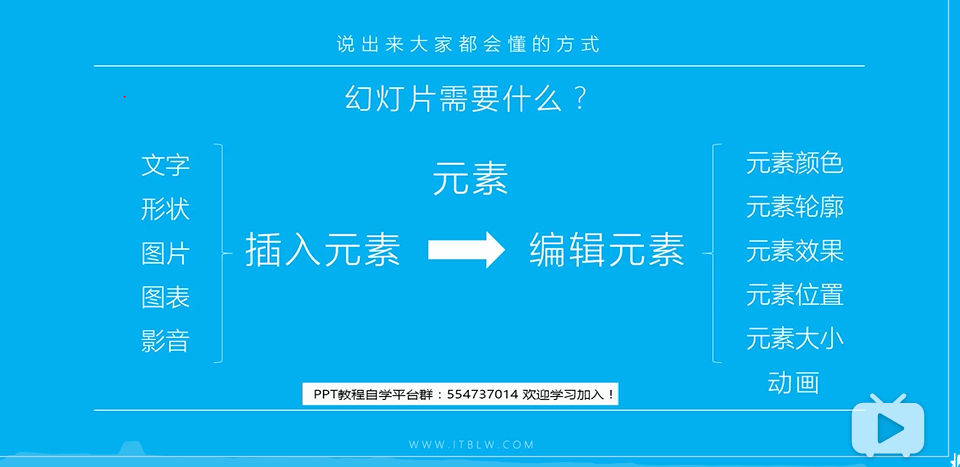 说出来大家都会懂的方式
幻灯片需要什么？
元素
文字
形状
图片
图表
影音
插入元素
编辑元素
元素颜色
元素轮廓
元素效果
元素位置
元素大小
动画
PPT教程自学平台群：554737014 欢迎学习加入！
WWW.ITBLW.COM